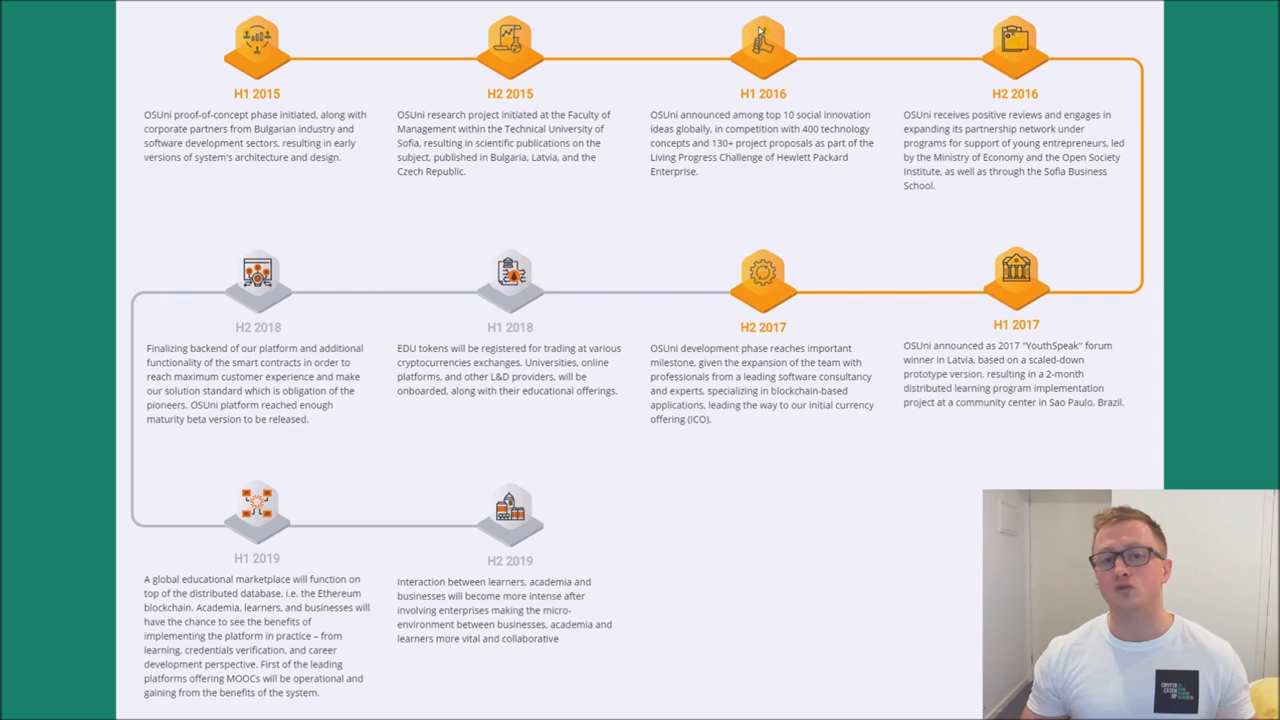 H1 2015
OSUni proof-of-concept phase initiated, along with
corporate partners from Bulgarian industry and
software development sectors, resulting in early
versions of system's architecture and design.
H2 2015
OSUni research project initiated at the Faculty of
Management within the Technical University of
Sofia, resulting in scientific publications on the
subject, published in Bulgaria, Latvia, and the
Czech Republic.
H1 2016
OSUni announced among top 10 social innovation
ideas globally, in competition with 400 technology
concepts and 130+ project proposals as part of the
Living Progress Challenge of Hewlett Packard
Enterprise.
H2 2016
OSUni receives positive reviews and engages in
expanding its partnership network under
programs for support of young entrepreneurs, led
by the Ministry of Economy and the Open Society
Institute, as well as through the Sofia Business
School.
H2 2018
Finalizing backend of our platform and additional
functionality of the smart contracts in order to
reach maximum customer experience and make
our solution standard which is obligation of the
pioneers. OSUni platform reached enough
maturity beta version to be released.
H1 2018
EDU tokens will be registered for trading at various
cryptocurrencies exchanges. Universities, online
platforms, and other L&D providers, will be
onboarded, along with their educational offerings.
H2 2017
OSUni development phase reaches important
milestone, given the expansion of the team with
professionals from a leading software consultancy
and experts, specializing in blockchain-based
applications, leading the way to our initial currency
offering (ICO).
H1 2017
OSUni announced as 2017 "YouthSpeak" forum
winner in Latvia, based on a scaled-down
prototype version, resulting in a 2-month
distributed learning program implementation
project at a community center in Sao Paulo, Brazil.
H1 2019
A global educational marketplace will function on
top of the distributed database, i.e. the Ethereum
blockchain. Academia, learners, and businesses will
have the chance to see the benefits of
implementing the platform in practice – from
learning, credentials verification, and career
development perspective. First of the leading
platforms offering MOOCs will be operational and
gaining from the benefits of the system.
H2 2019
Interaction between learners, academia and
businesses will become more intense after
involving enterprises making the micro-
environment between businesses, academia and
learners more vital and collaborative
CRYPTO
CATCH
UP